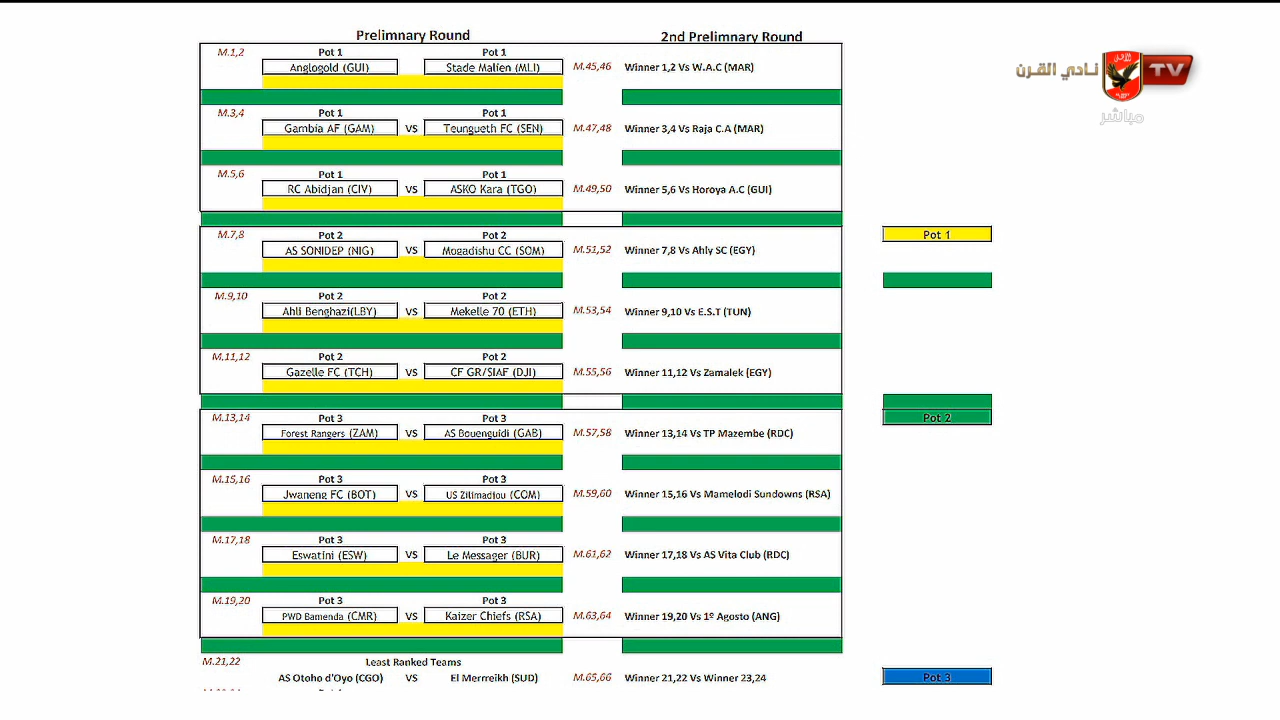 Prelimnary Round 2nd Prelimnary Round
M.1,2 Pot 1 Pot 1
Anglogold (GUI) Stade Malien (MLI) M.45,46 Winner 1,2 Vs W.A.C (MAR)
نادي القرن TV
مباشر
M.3,4 Pot 1 Pot 1
Gambia AF (GAM) VS Teungueth FC (SEN) M.47,48 Winner 3,4 Vs Raja C.A (MAR)
M.5,6 Pot 1 Pot 1
RC Abidjan (CIV) VS ASKO Kara (TGO) M.49,50 Winner 5,6 Vs Horoya A.C (GUI)
M.7,8 Pot 2 Pot 2 Pot 1
AS SONIDEP (NIG) VS Mogadishu CC (SOM) M.51,52 Winner 7,8 Vs Ahly SC (EGY)
M.9,10 Pot 2 Pot 2
Ahli Benghazi(LBY) VS Mekelle 70 (ETH) M.53,54 Winner 9,10 Vs E.S.T (TUN)
M.11,12 Pot 2 Pot 2
Gazelle FC (TCH) VS CF GR/SIAF (DJI) M.55,56 Winner 11,12 Vs Zamalek (EGY)
M.13,14 Pot 3 Pot 3 Pot 2
Forest Rangers (ZAM) VS AS Bouenguidi (GAB) M.57,58 Winner 13,14 Vs TP Mazembe (RDC)
M.15,16 Pot 3 Pot 3
Jwaneng FC (BOT) VS US Zilimadjou (COM) M.59,60 Winner 15,16 Vs Mamelodi Sundowns (RSA)
M.17,18 Pot 3 Pot 3
Eswatini (ESW) VS Le Messager (BUR) M.61,62 Winner 17,18 Vs AS Vita Club (RDC)
M.19,20 Pot 3 Pot 3
PWD Bamenda (CMR) VS Kaizer Chiefs (RSA) M.63,64 Winner 19,20 Vs 1º Agosto (ANG)
M.21,22 Least Ranked Teams
AS Otoho d'Oyo (CGO) VS El Merrreikh (SUD) M.65,66 Winner 21,22 Vs Winner 23,24 Pot 3